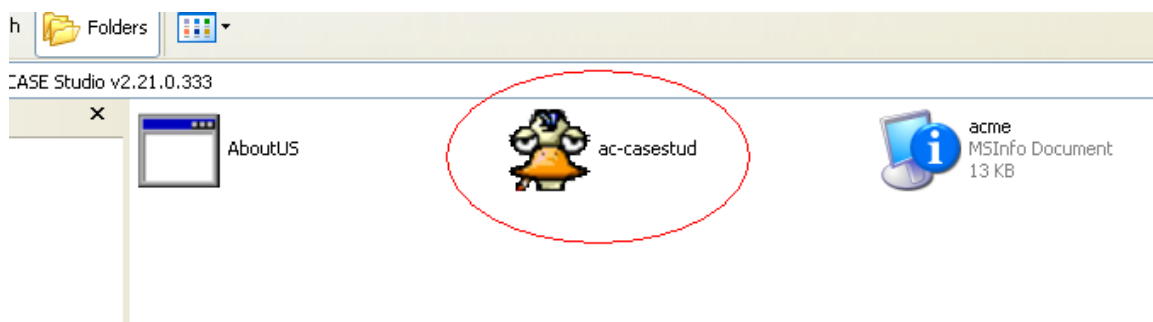 h Folders
CASE Studio v2.21.0.333
AboutUS
ac-casestud
acme
MSInfo Document
13 KB